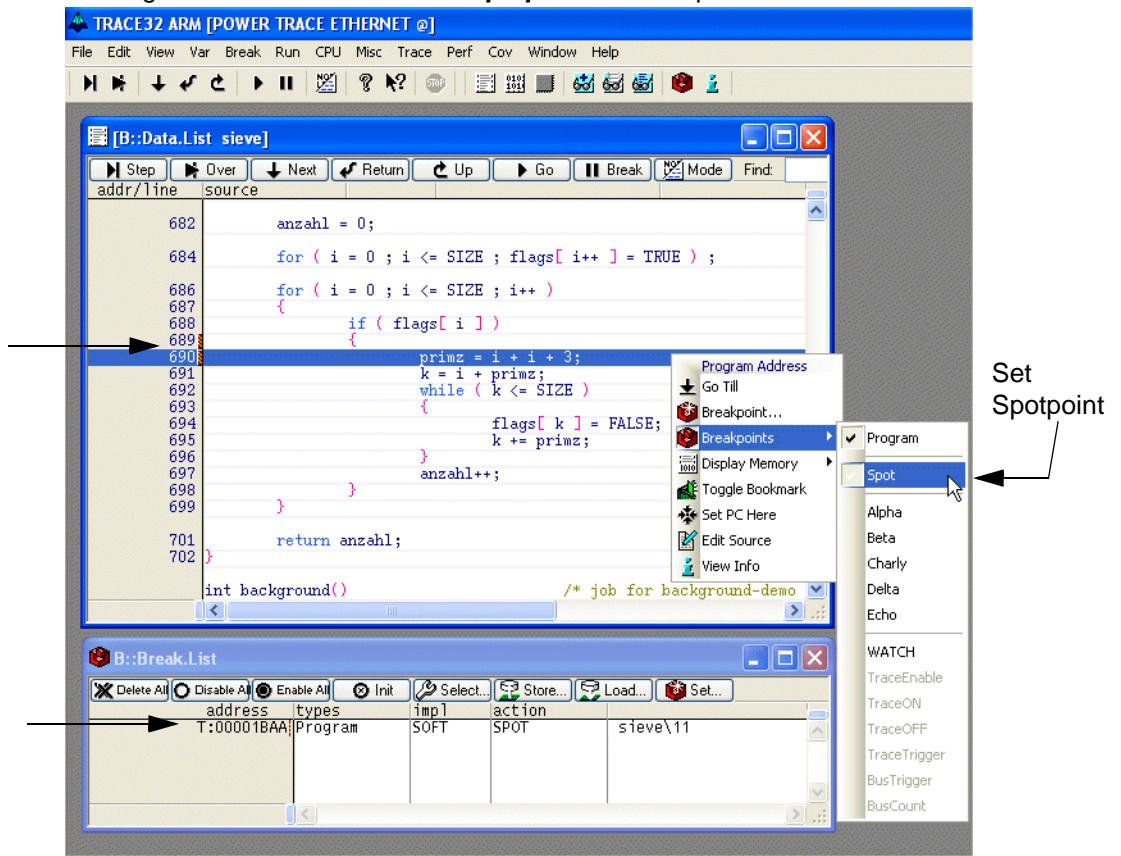 TRACE32 ARM [POWER TRACE ETHERNET @]
File Edit View Var Break Run CPU Misc Trace Perf Cov Window Help
[B::Data.List sieve]
Step Over Next Return Up Go Break Mode Find:
addr/line source
682 anzahl = 0;
684 for ( i = 0 ; i <= SIZE ; flags[ i++ ] = TRUE ) ;
686 for ( i = 0 ; i <= SIZE ; i++ )
687 {
688 if ( flags[ i ] )
689 {
690 primz = i + i + 3;
691 k = i + primz;
692 while ( k <= SIZE )
693 {
694 flags[ k ] = FALSE;
695 k += primz;
696 }
697 anzahl++;
698 }
699 }
701 return anzahl;
702 }
int background() /* job for background-demo
Program Address
Go Till
Breakpoint...
Breakpoints
Display Memory
Toggle Bookmark
Set PC Here
Edit Source
View Info
Program
Spot
Alpha
Beta
Charly
Delta
Echo
WATCH
TraceEnable
TraceON
TraceOFF
TraceTrigger
BusTrigger
BusCount
Set
Spotpoint
B::Break.List
Delete All Disable All Enable All Init Select... Store... Load... Set...
address types impl action
T:00001BAA Program SOFT SPOT sieve\11